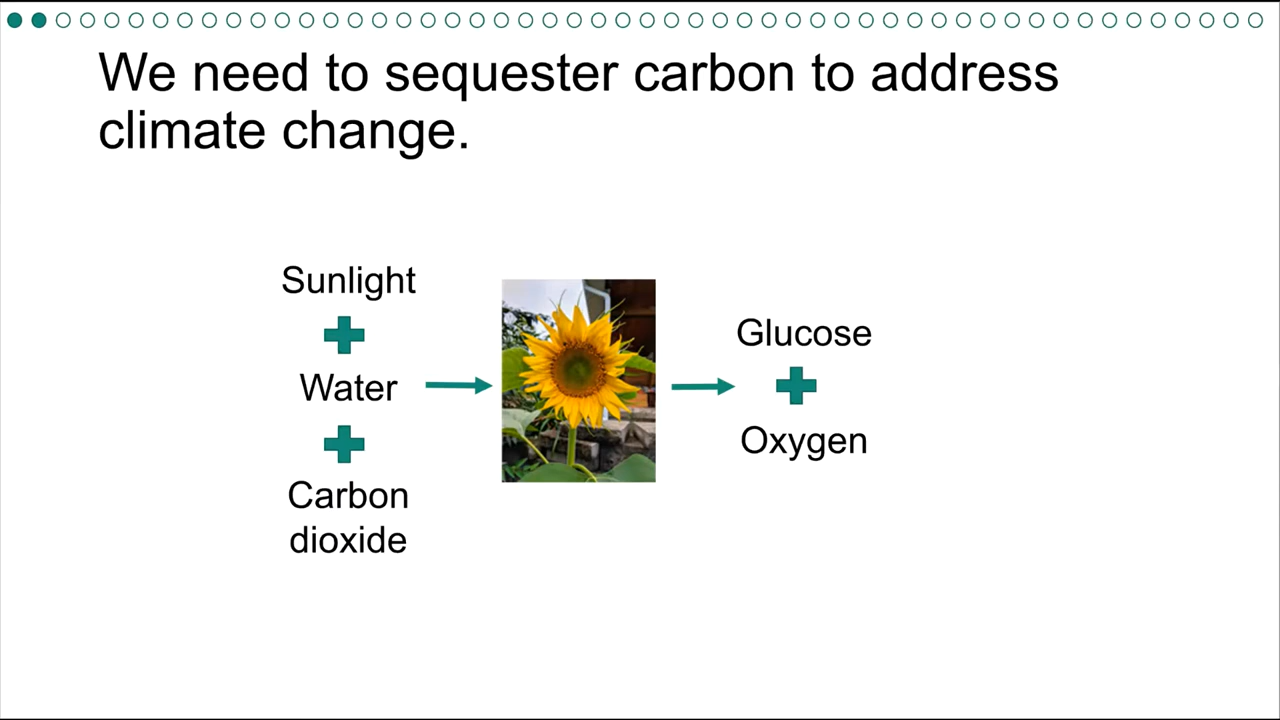 We need to sequester carbon to address
climate change.
Sunlight
Water
Carbon
dioxide
Glucose
Oxygen